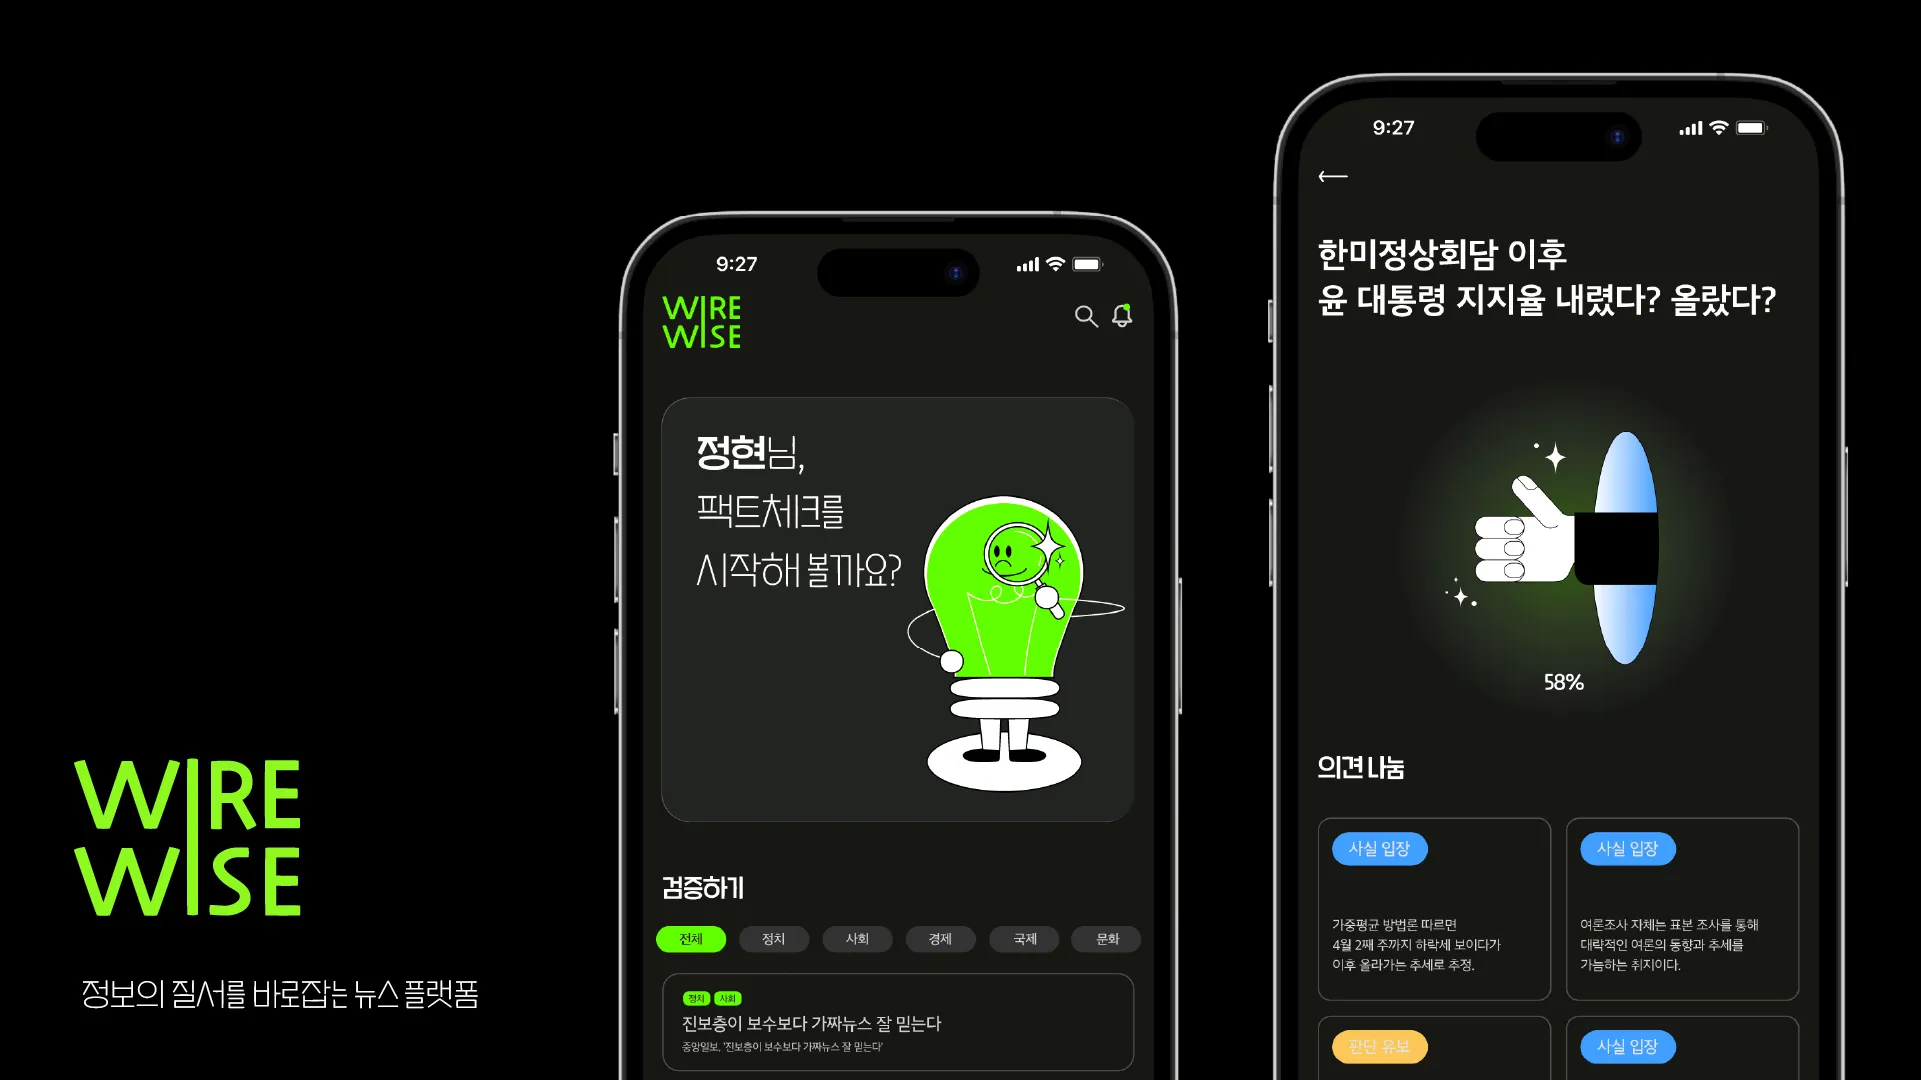 WIRE
WISE
정보의 질서를 바로잡는 뉴스 플랫폼
9:27
WIRE
WISE
정현님,
팩트체크를
시작해 볼까요?
검증하기
전체 정치 사회 경제 국제 문화
정치 사회
진보층이 보수보다 가짜뉴스 잘 믿는다
중앙일보, '진보층이 보수보다 가짜뉴스 잘 믿는다'
9:27
한미정상회담 이후
윤 대통령 지지율 내렸다? 올랐다?
58%
의견 나눔
사실 입장
가중평균 방법론 따르면
4월 2째 주까지 하락세 보이다가
이후 올라가는 추세로 추정.
사실 입장
여론조사 자체는 표본 조사를 통해
대략적인 여론의 동향과 추세를
가늠하는 취지이다.
판단 유보
사실 입장